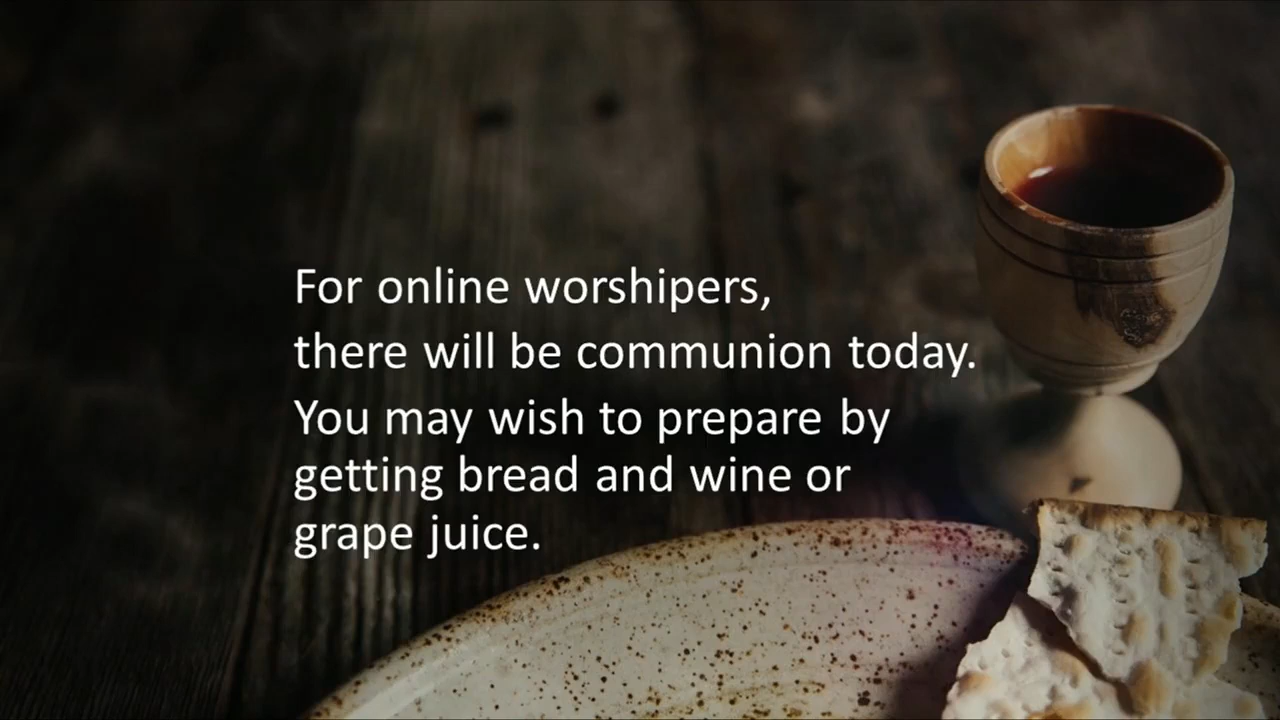 For online worshipers,
there will be communion today.
You may wish to prepare by
getting bread and wine or
grape juice.